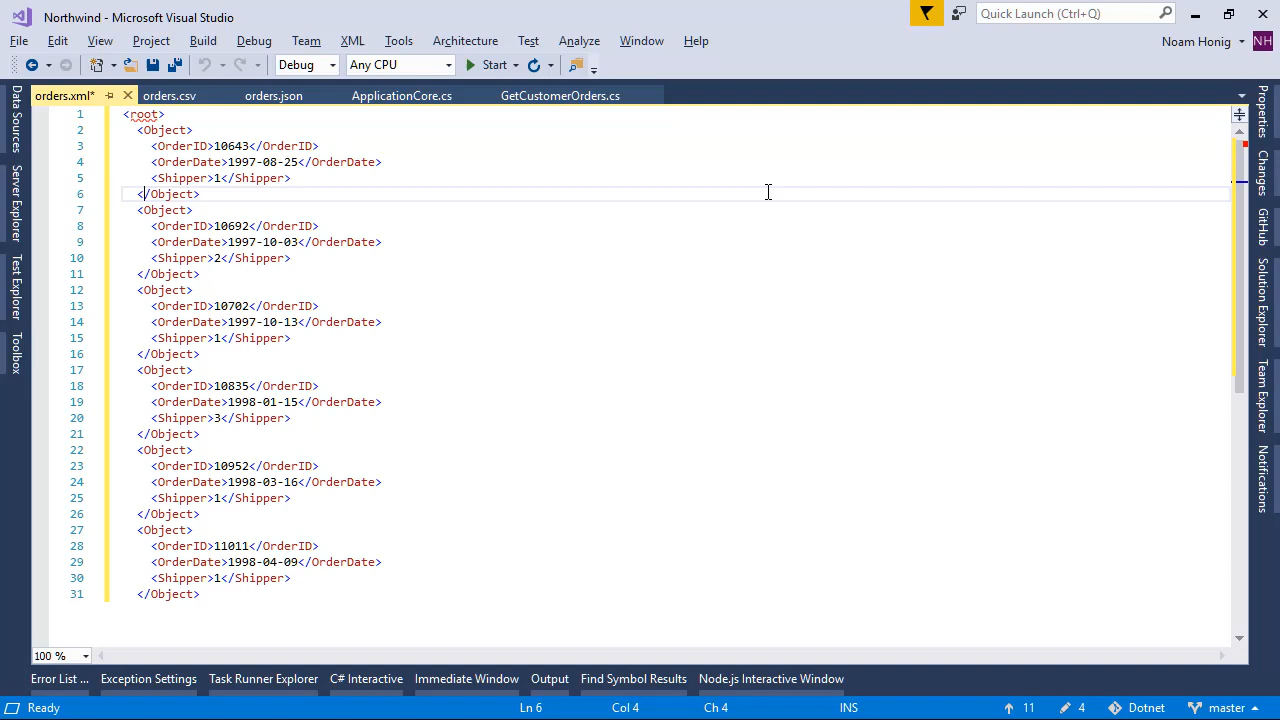 Northwind - Microsoft Visual Studio
Quick Launch (Ctrl+Q)
File Edit View Project Build Debug Team XML Tools Architecture Test Analyze Window Help
Noam Honig NH
Debug Any CPU Start
orders.xml* orders.csv orders.json ApplicationCore.cs GetCustomerOrders.cs
Data Sources
Server Explorer
Test Explorer
Toolbox
1 <root>
2 <Object>
3 <OrderID>10643</OrderID>
4 <OrderDate>1997-08-25</OrderDate>
5 <Shipper>1</Shipper>
6 </Object>
7 <Object>
8 <OrderID>10692</OrderID>
9 <OrderDate>1997-10-03</OrderDate>
10 <Shipper>2</Shipper>
11 </Object>
12 <Object>
13 <OrderID>10702</OrderID>
14 <OrderDate>1997-10-13</OrderDate>
15 <Shipper>1</Shipper>
16 </Object>
17 <Object>
18 <OrderID>10835</OrderID>
19 <OrderDate>1998-01-15</OrderDate>
20 <Shipper>3</Shipper>
21 </Object>
22 <Object>
23 <OrderID>10952</OrderID>
24 <OrderDate>1998-03-16</OrderDate>
25 <Shipper>1</Shipper>
26 </Object>
27 <Object>
28 <OrderID>11011</OrderID>
29 <OrderDate>1998-04-09</OrderDate>
30 <Shipper>1</Shipper>
31 </Object>
Properties
Changes
GitHub
Solution Explorer
Team Explorer
Notifications
100 %
Error List ... Exception Settings Task Runner Explorer C# Interactive Immediate Window Output Find Symbol Results Node.js Interactive Window
Ready Ln 6 Col 4 Ch 4 INS 11 4 Dotnet master